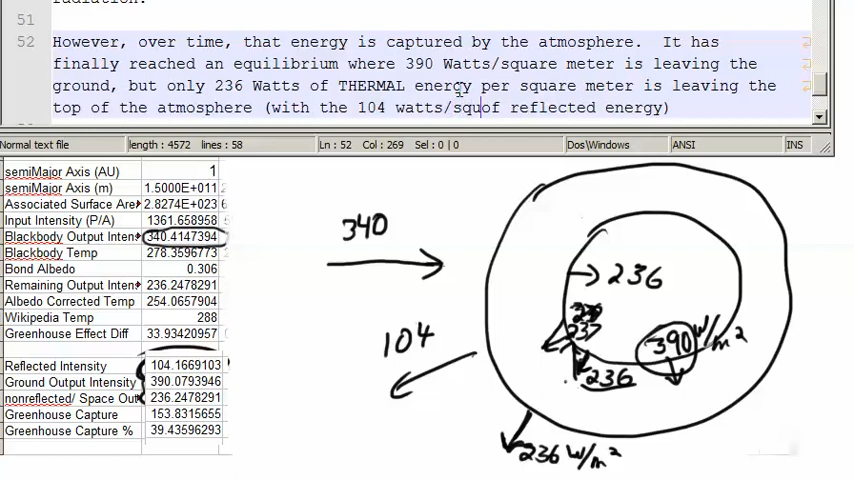 radiation.
51
52 However, over time, that energy is captured by the atmosphere. It has
finally reached an equilibrium where 390 Watts/square meter is leaving the
ground, but only 236 Watts of THERMAL energy per square meter is leaving the
top of the atmosphere (with the 104 watts/squof reflected energy)
Normal text file length : 4572 lines : 58 Ln : 52 Col : 269 Sel : 0 | 0 Dos\Windows ANSI INS
semiMajor Axis (AU) 1
semiMajor Axis (m) 1.5000E+011
Associated Surface Are 2.8274E+023
Input Intensity (P/A) 1361.658958
Blackbody Output Inten 340.4147394
Blackbody Temp 278.3596773
Bond Albedo 0.306
Remaining Output Inten 236.2478291
Albedo Corrected Temp 254.0657904
Wikipedia Temp 288
Greenhouse Effect Diff 33.93420957
Reflected Intensity 104.1669103
Ground Output Intensity 390.0793946
nonreflected/ Space Out 236.2478291
Greenhouse Capture 153.8315655
Greenhouse Capture % 39.43596293
340
236
104
237
390 W/m²
236
236 W/m²